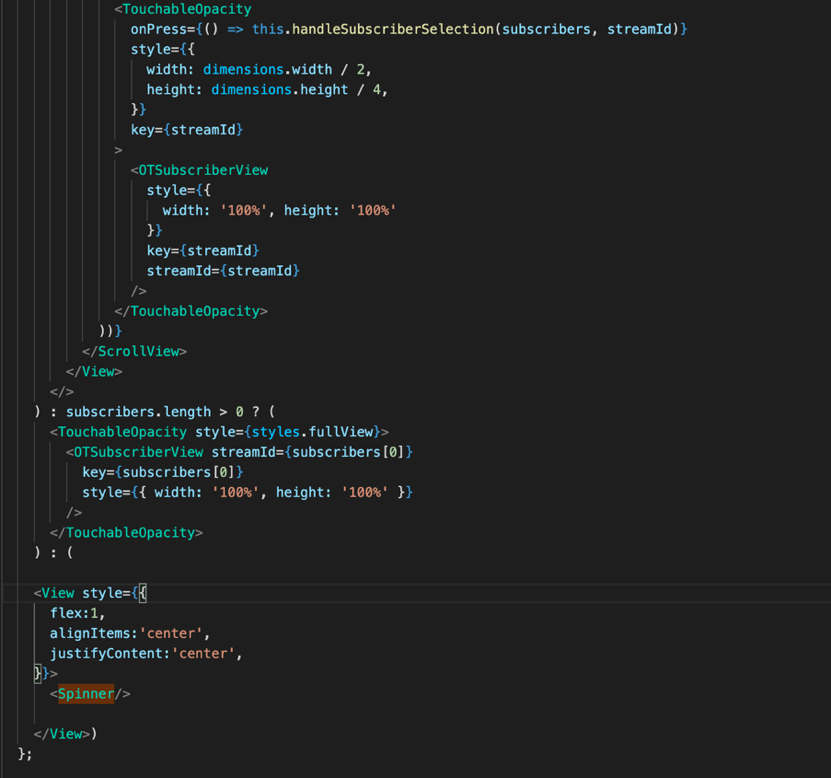 <TouchableOpacity
onPress={() => this.handleSubscriberSelection(subscribers, streamId)}
style={{
width: dimensions.width / 2,
height: dimensions.height / 4,
}}
key={streamId}
>
<OTSubscriberView
style={{
width: '100%', height: '100%'
}}
key={streamId}
streamId={streamId}
/>
</TouchableOpacity>
))}
</ScrollView>
</View>
</>
) : subscribers.length > 0 ? (
<TouchableOpacity style={styles.fullView}>
<OTSubscriberView streamId={subscribers[0]}
key={subscribers[0]}
style={{ width: '100%', height: '100%' }}
/>
</TouchableOpacity>
) : (
<View style={{
flex:1,
alignItems:'center',
justifyContent:'center',
}}>
<Spinner/>
</View>)
};